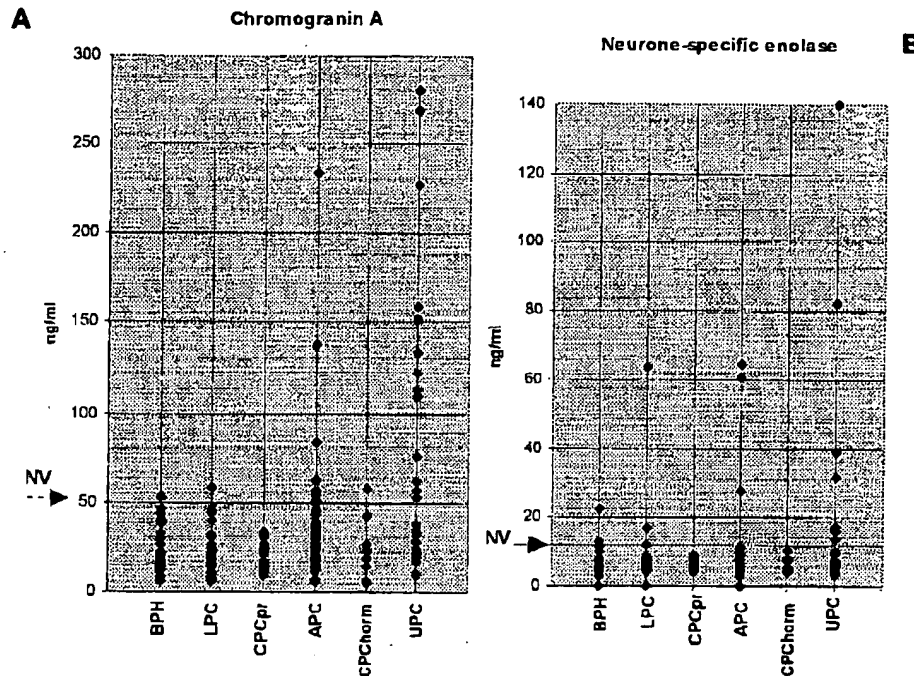 A
Chromogranin A
300
250
200
150
100
50
0
ng/ml
NV
BPH
LPC
CPCpr
APC
CPChorm
UPC
Neurone-specific enolase
140
120
100
80
60
40
20
0
ng/ml
NV
BPH
LPC
CPCpr
APC
CPCharm
UPC